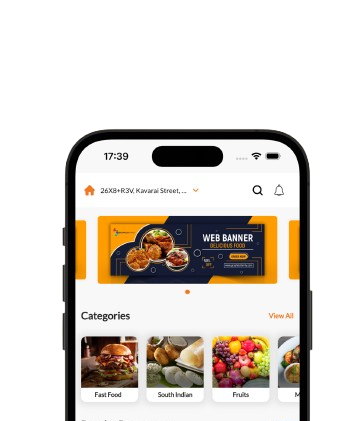 17:39
26X8+R3V, Kavarai Street, ...
WEB BANNER
DELICIOUS FOOD
Categories
View All
Fast Food
South Indian
Fruits
M